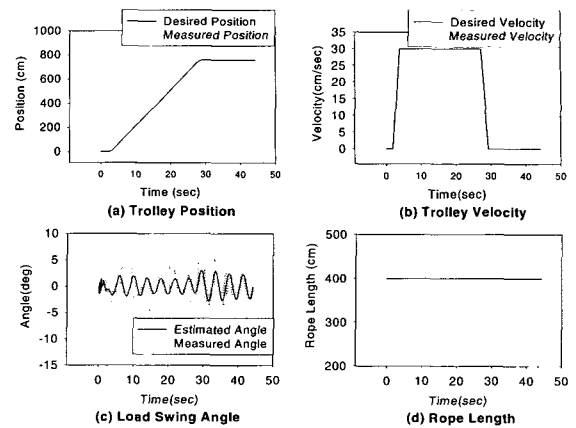 Desired Position
Measured Position
1000
800
600
400
200
0
Position (cm)
0 10 20 30 40 50
Time (sec)
(a) Trolley Position
Desired Velocity
Measured Velocity
35
30
25
20
15
10
5
0
Velocity(cm/sec)
0 10 20 30 40 50
Time(sec)
(b) Trolley Velocity
10
5
0
-5
-10
-15
Angle(deg)
Estimated Angle
Measured Angle
0 10 20 30 40 50
Time(sec)
(c) Load Swing Angle
500
400
300
200
Rope Length (cm)
0 10 20 30 40 50
Time(sec)
(d) Rope Length